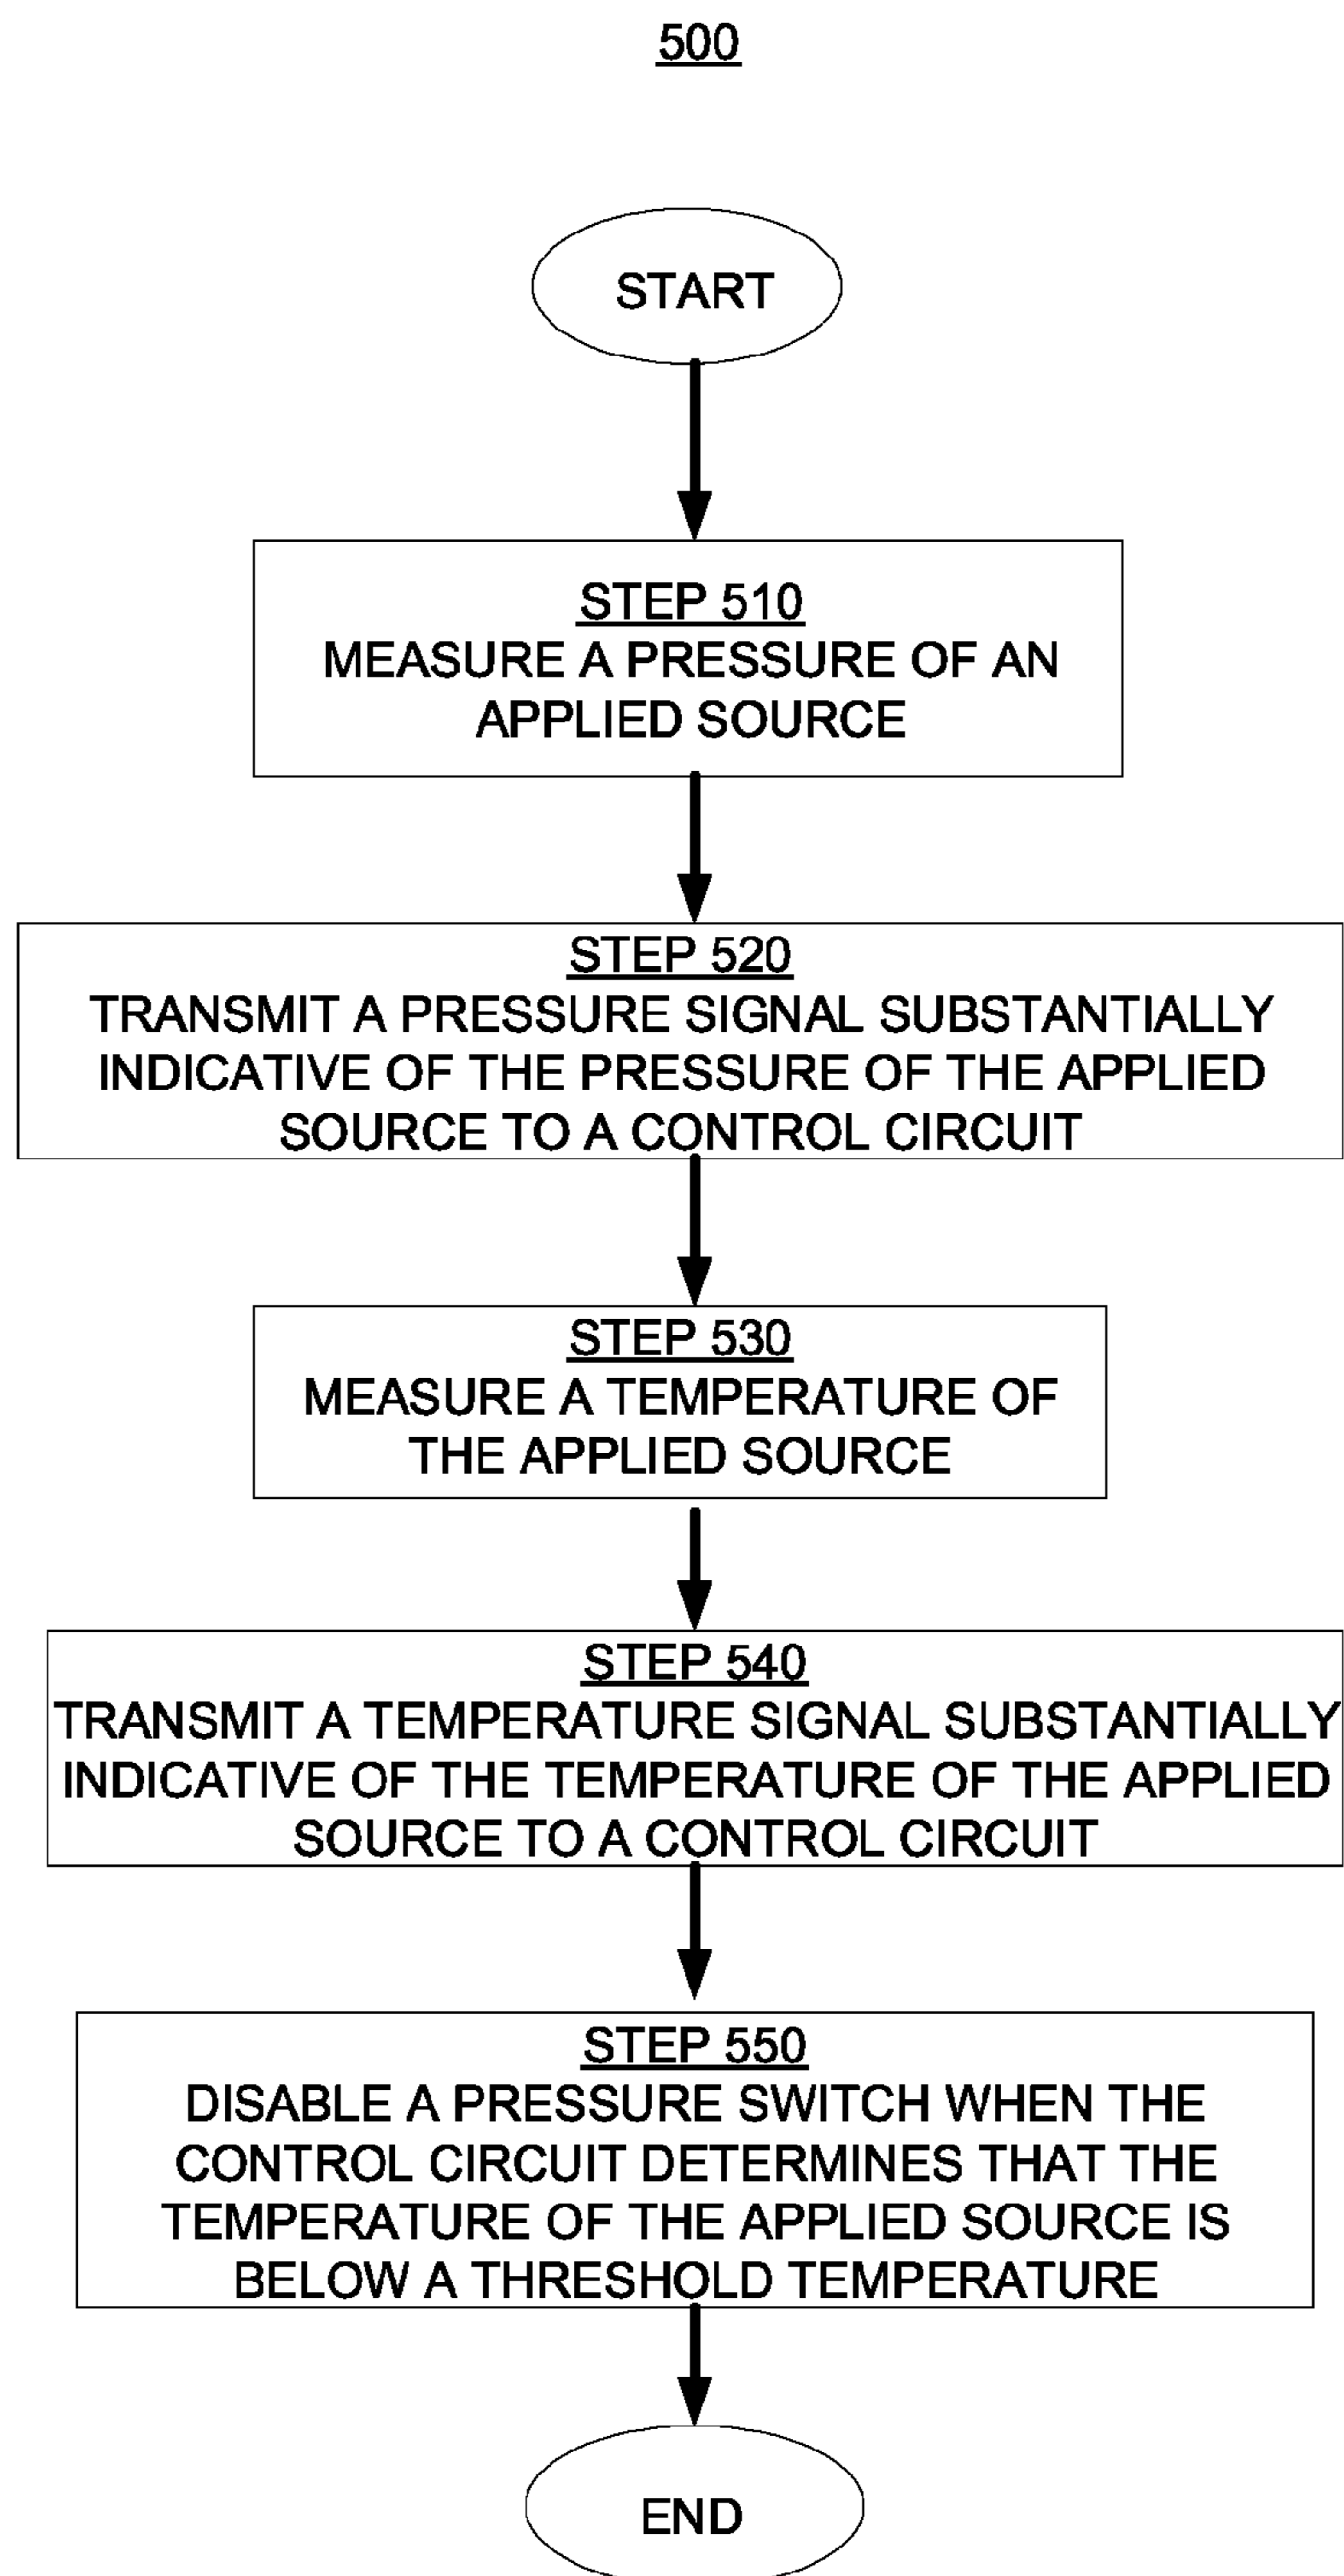 500
START
STEP 510
MEASURE A PRESSURE OF AN
APPLIED SOURCE
STEP 520
TRANSMIT A PRESSURE SIGNAL SUBSTANTIALLY
INDICATIVE OF THE PRESSURE OF THE APPLIED
SOURCE TO A CONTROL CIRCUIT
STEP 530
MEASURE A TEMPERATURE OF
THE APPLIED SOURCE
STEP 540
TRANSMIT A TEMPERATURE SIGNAL SUBSTANTIALLY
INDICATIVE OF THE TEMPERATURE OF THE APPLIED
SOURCE TO A CONTROL CIRCUIT
STEP 550
DISABLE A PRESSURE SWITCH WHEN THE
CONTROL CIRCUIT DETERMINES THAT THE
TEMPERATURE OF THE APPLIED SOURCE IS
BELOW A THRESHOLD TEMPERATURE
END